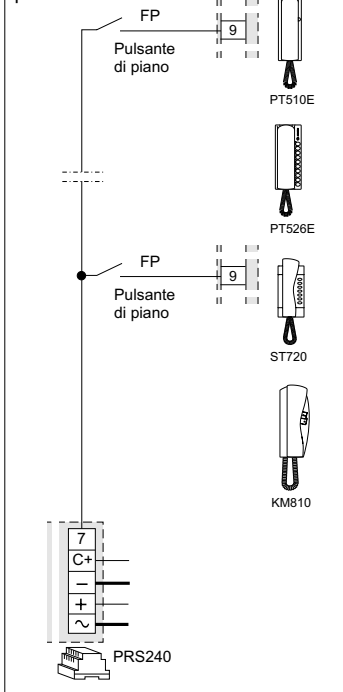 FP
9
Pulsante
di piano
PT510E
PT526E
FP
9
Pulsante
di piano
ST720
KM810
7
C+
–
+
~
PRS240